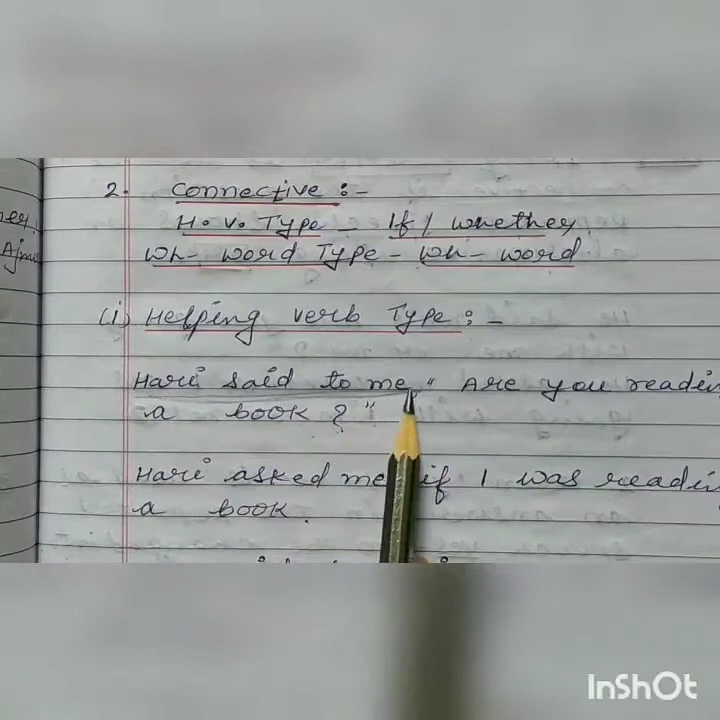 2. Connective :-
H.V. Type - If / whether
Wh- word Type - Wh- word
(i) Helping verb Type :-
Hari said to me, " Are you readin
a book ? "
Hari asked me if I was readin
a book.
InShOt